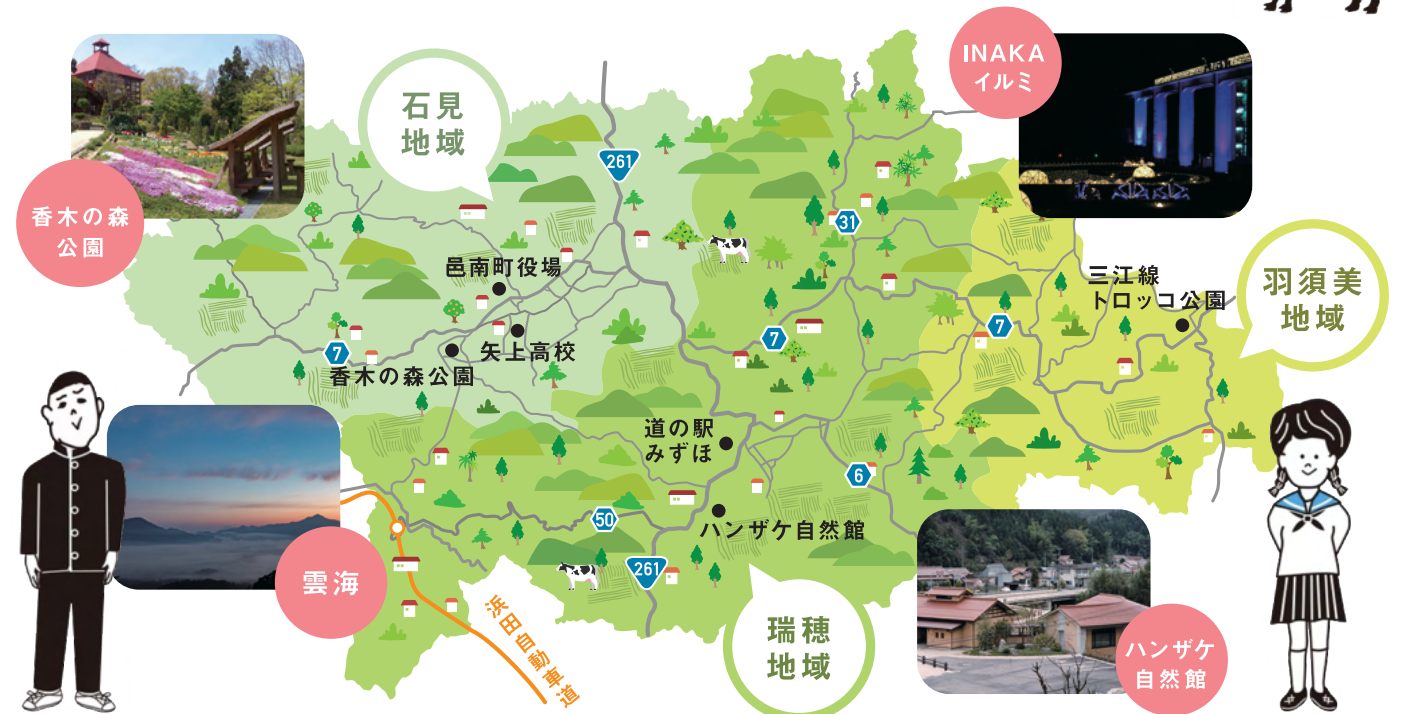 INAKA
イルミ
石見
地域
261
香木の森
公園
31
羽須美
地域
邑南町役場
三江線
トロッコ公園
7
7
7
矢上高校
香木の森公園
道の駅
みずほ
6
50
ハンザケ自然館
261
雲海
浜田自動車道
瑞穂
地域
ハンザケ
自然館